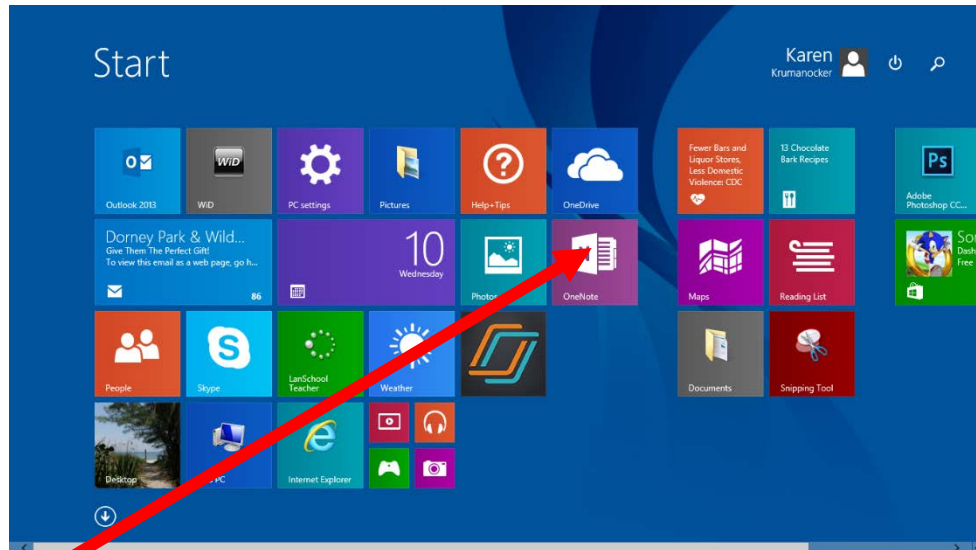 Start
Karen
Krumanocker
Outlook 2013
WiD
WiD
PC settings
Pictures
?
Help+Tips
OneDrive
Fewer Bars and
Liquor Stores,
Less Domestic
Violence: CDC
13 Chocolate
Bark Recipes
Ps
Adobe
Photoshop CC...
Dorney Park & Wild...
Give Them The Perfect Gift!
To view this email as a web page, go h...
86
10
Wednesday
OneNote
Maps
Reading List
Dash
Free
People
S
Skype
LanSchool
Teacher
Weather
Documents
Snipping Tool
Desktop
PC
e
Internet Explorer